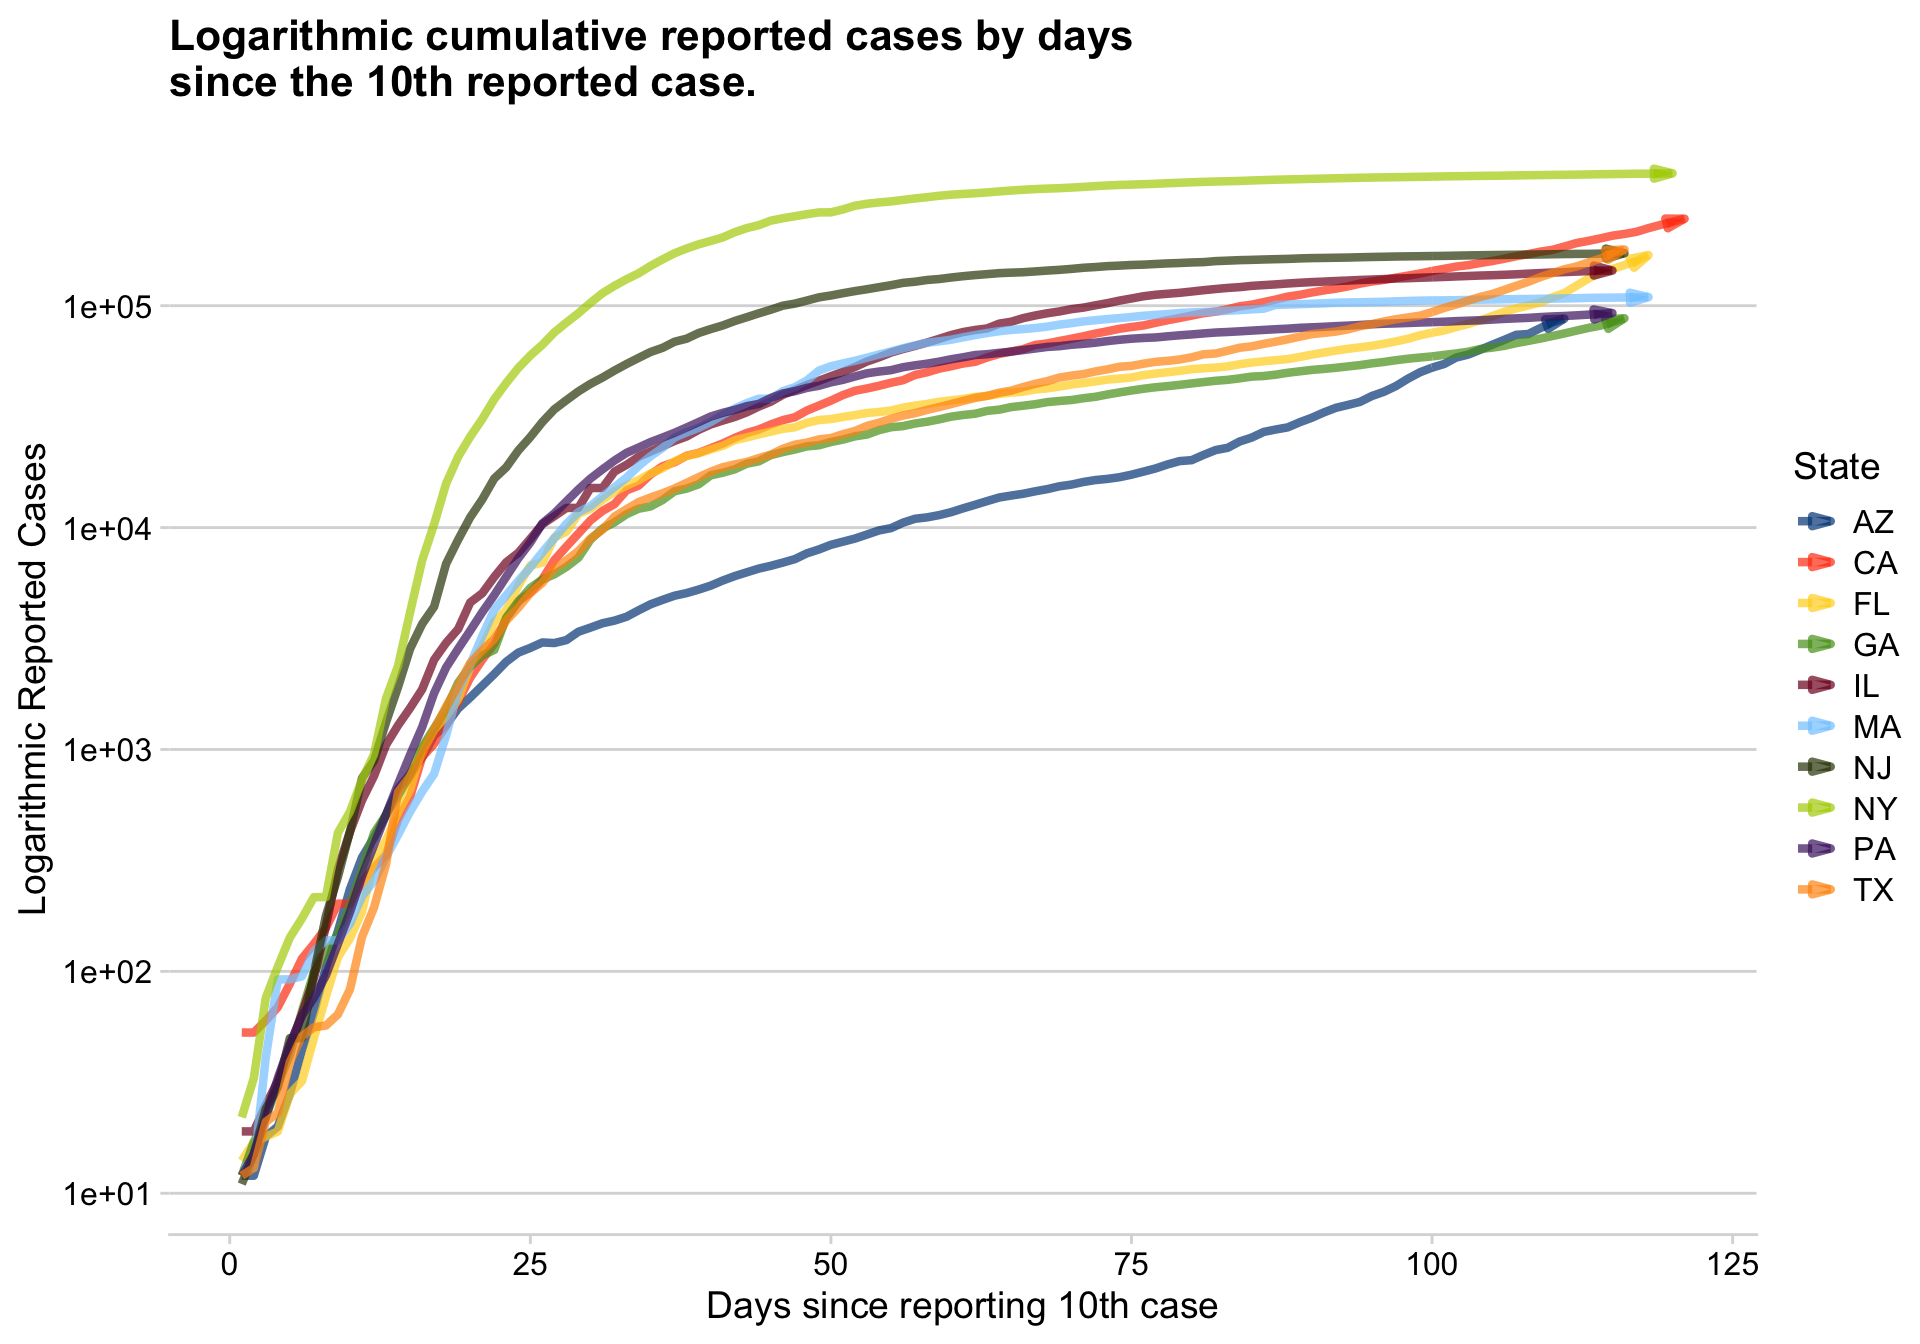 Logarithmic cumulative reported cases by days
since the 10th reported case.
Logarithmic Reported Cases
1e+05
1e+04
1e+03
1e+02
1e+01
0
25
50
75
100
125
Days since reporting 10th case
State
AZ
CA
FL
GA
IL
MA
NJ
NY
PA
TX